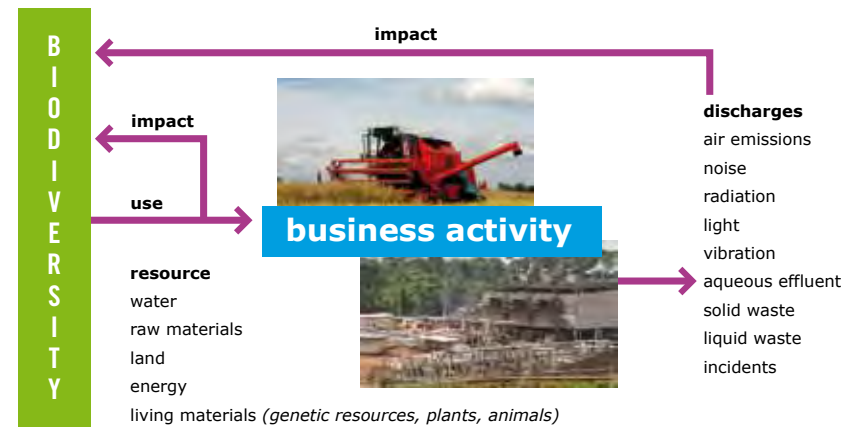 BIODIVERSITY
impact
impact
use
business activity
resource
water
raw materials
land
energy
living materials (genetic resources, plants, animals)
discharges
air emissions
noise
radiation
light
vibration
aqueous effluent
solid waste
liquid waste
incidents